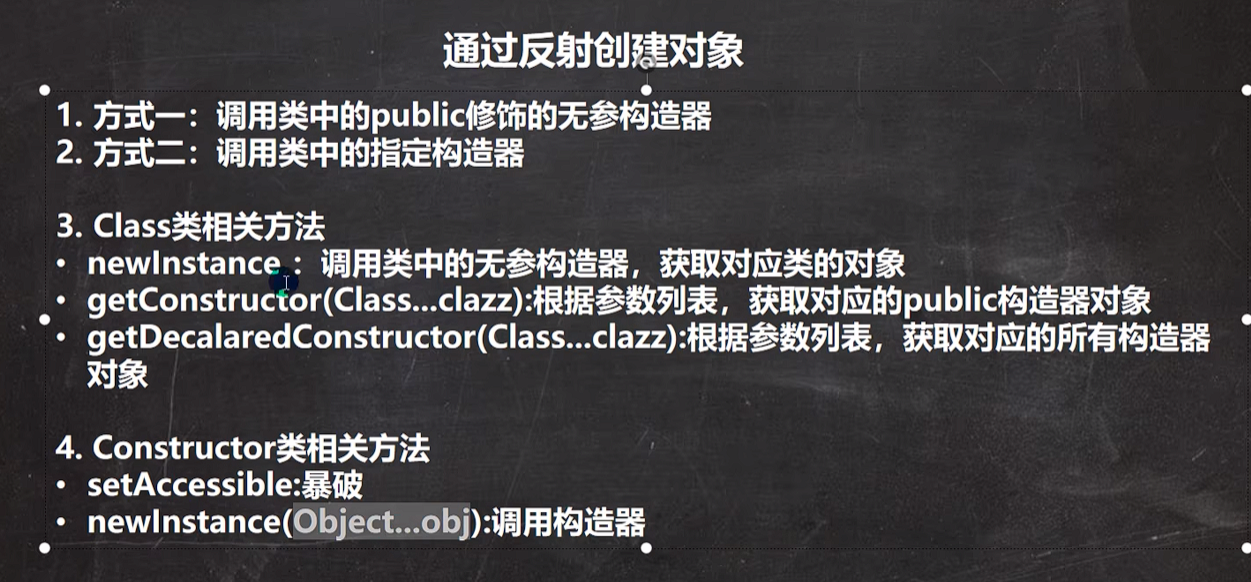 通过反射创建对象
1. 方式一：调用类中的public修饰的无参构造器
2. 方式二：调用类中的指定构造器
3. Class类相关方法
• newInstance ：调用类中的无参构造器，获取对应类的对象
• getConstructor(Class...clazz):根据参数列表，获取对应的public构造器对象
• getDecalaredConstructor(Class...clazz):根据参数列表，获取对应的所有构造器
对象
4. Constructor类相关方法
• setAccessible:暴破
• newInstance(Object...obj):调用构造器